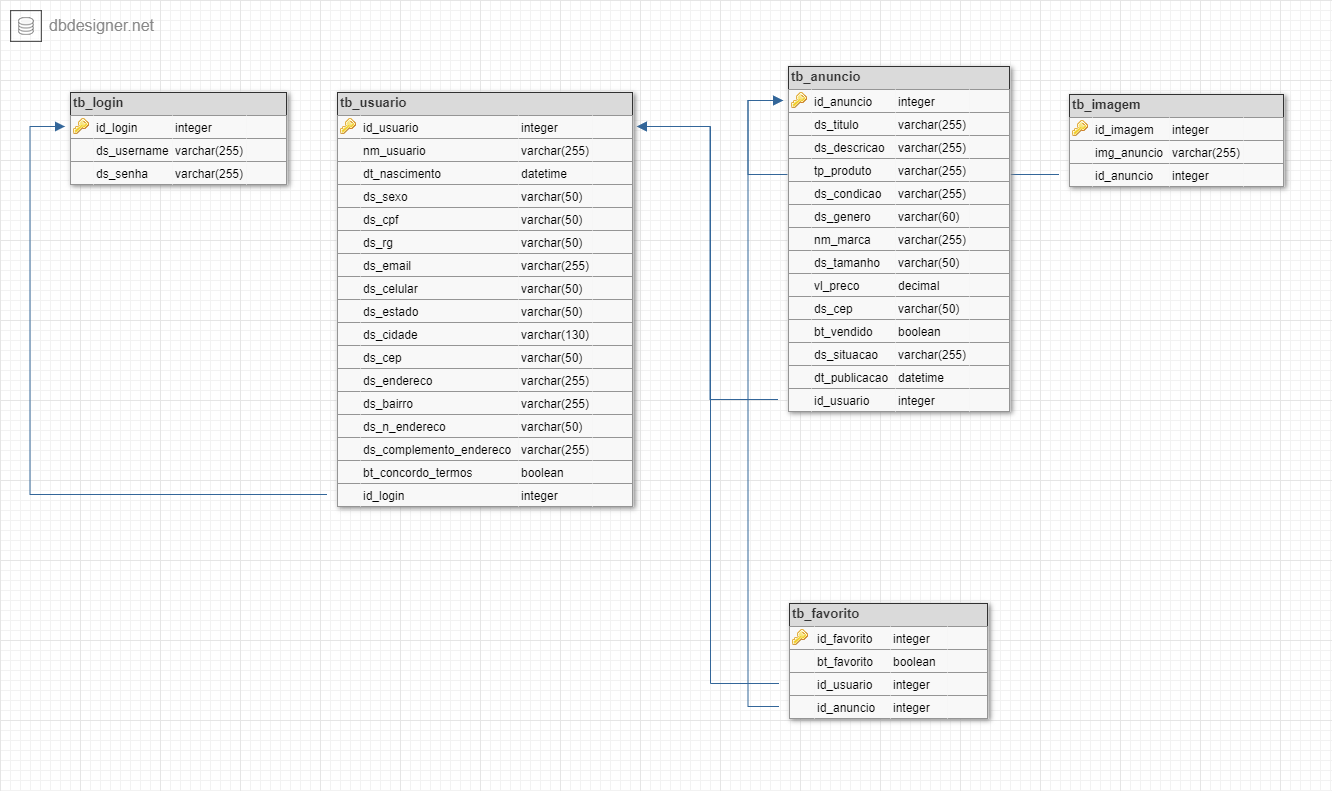 dbdesigner.net
tb_login
id_login integer
ds_username varchar(255)
ds_senha varchar(255)
tb_usuario
id_usuario integer
nm_usuario varchar(255)
dt_nascimento datetime
ds_sexo varchar(50)
ds_cpf varchar(50)
ds_rg varchar(50)
ds_email varchar(255)
ds_celular varchar(50)
ds_estado varchar(50)
ds_cidade varchar(130)
ds_cep varchar(50)
ds_endereco varchar(255)
ds_bairro varchar(255)
ds_n_endereco varchar(50)
ds_complemento_endereco varchar(255)
bt_concordo_termos boolean
id_login integer
tb_anuncio
id_anuncio integer
ds_titulo varchar(255)
ds_descricao varchar(255)
tp_produto varchar(255)
ds_condicao varchar(255)
ds_genero varchar(60)
nm_marca varchar(255)
ds_tamanho varchar(50)
vl_preco decimal
ds_cep varchar(50)
bt_vendido boolean
ds_situacao varchar(255)
dt_publicacao datetime
id_usuario integer
tb_imagem
id_imagem integer
img_anuncio varchar(255)
id_anuncio integer
tb_favorito
id_favorito integer
bt_favorito boolean
id_usuario integer
id_anuncio integer